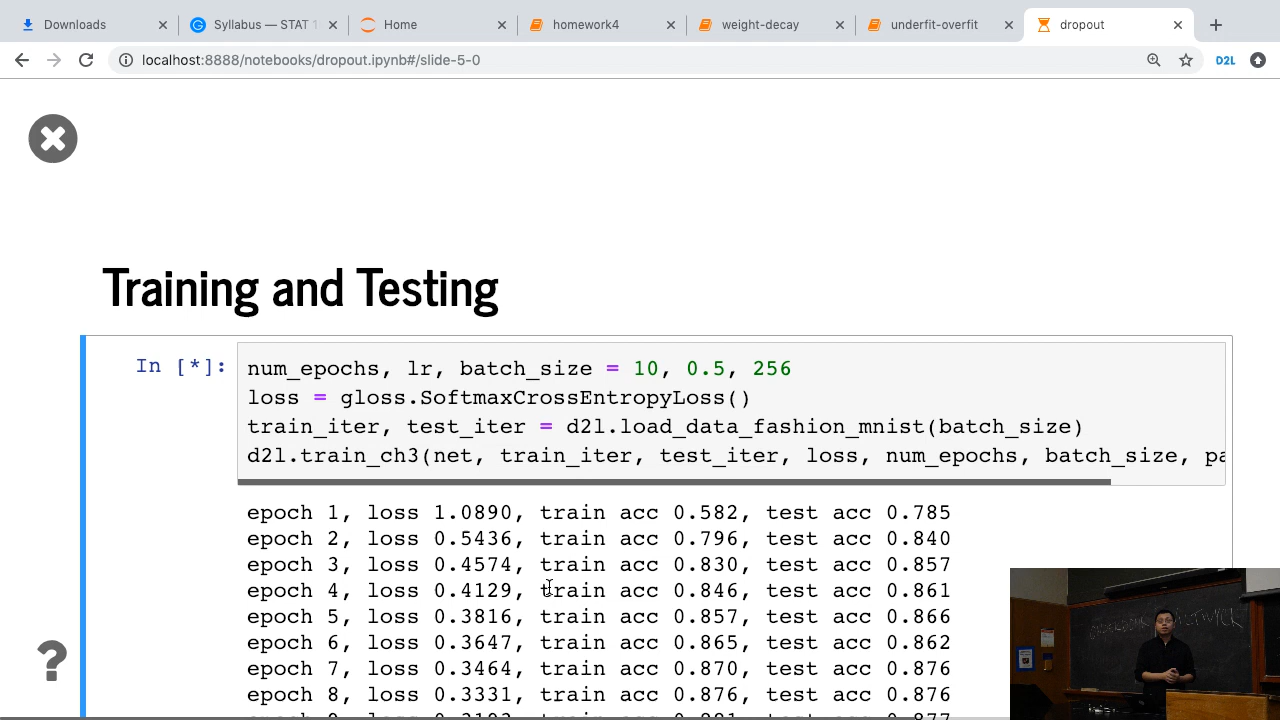 Downloads
Syllabus — STAT 1
Home
homework4
weight-decay
underfit-overfit
dropout
localhost:8888/notebooks/dropout.ipynb#/slide-5-0
D2L
Training and Testing
In [*]:
num_epochs, lr, batch_size = 10, 0.5, 256
loss = gloss.SoftmaxCrossEntropyLoss()
train_iter, test_iter = d2l.load_data_fashion_mnist(batch_size)
d2l.train_ch3(net, train_iter, test_iter, loss, num_epochs, batch_size, pa
epoch 1, loss 1.0890, train acc 0.582, test acc 0.785
epoch 2, loss 0.5436, train acc 0.796, test acc 0.840
epoch 3, loss 0.4574, train acc 0.830, test acc 0.857
epoch 4, loss 0.4129, train acc 0.846, test acc 0.861
epoch 5, loss 0.3816, train acc 0.857, test acc 0.866
epoch 6, loss 0.3647, train acc 0.865, test acc 0.862
epoch 7, loss 0.3464, train acc 0.870, test acc 0.876
epoch 8, loss 0.3331, train acc 0.876, test acc 0.876